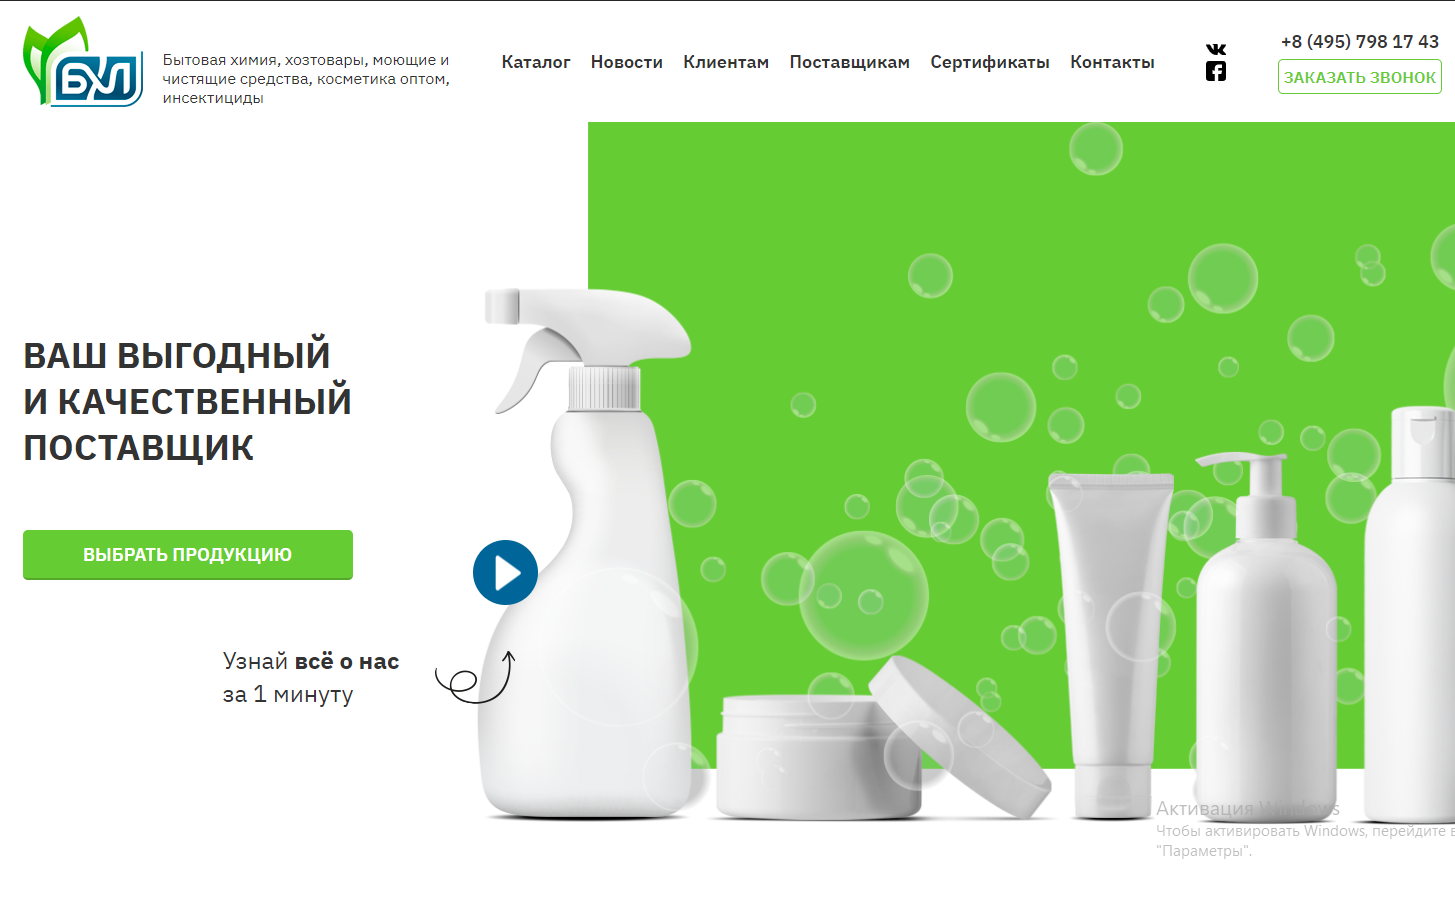 БУЛ
Бытовая химия, хозтовары, моющие и
чистящие средства, косметика оптом,
инсектициды
Каталог Новости Клиентам Поставщикам Сертификаты Контакты
+8 (495) 798 17 43
ЗАКАЗАТЬ ЗВОНОК
ВАШ ВЫГОДНЫЙ
И КАЧЕСТВЕННЫЙ
ПОСТАВЩИК
ВЫБРАТЬ ПРОДУКЦИЮ
Узнай всё о нас
за 1 минуту
Активация Windows
Чтобы активировать Windows, перейдите в
"Параметры".